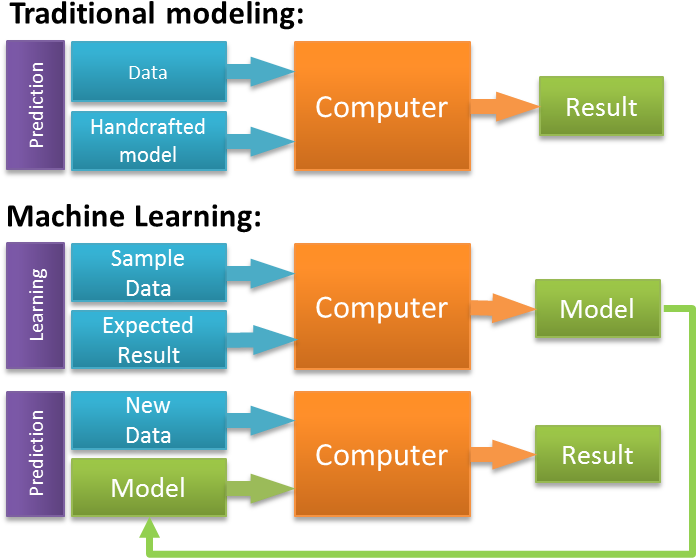 Traditional modeling:
Prediction
Data
Handcrafted
model
Computer
Result
Machine Learning:
Learning
Sample
Data
Expected
Result
Computer
Model
Prediction
New
Data
Model
Computer
Result